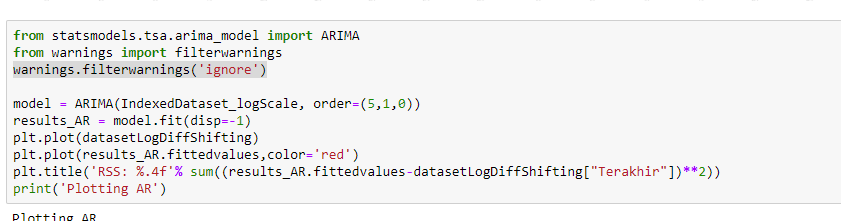 from statsmodels.tsa.arima_model import ARIMA
from warnings import filterwarnings
warnings.filterwarnings('ignore')
model = ARIMA(IndexedDataset_logScale, order=(5,1,0))
results_AR = model.fit(disp=-1)
plt.plot(datasetLogDiffShifting)
plt.plot(results_AR.fittedvalues,color='red')
plt.title('RSS: %.4f'% sum((results_AR.fittedvalues-datasetLogDiffShifting["Terakhir"])**2))
print('Plotting AR')
Plotting AR